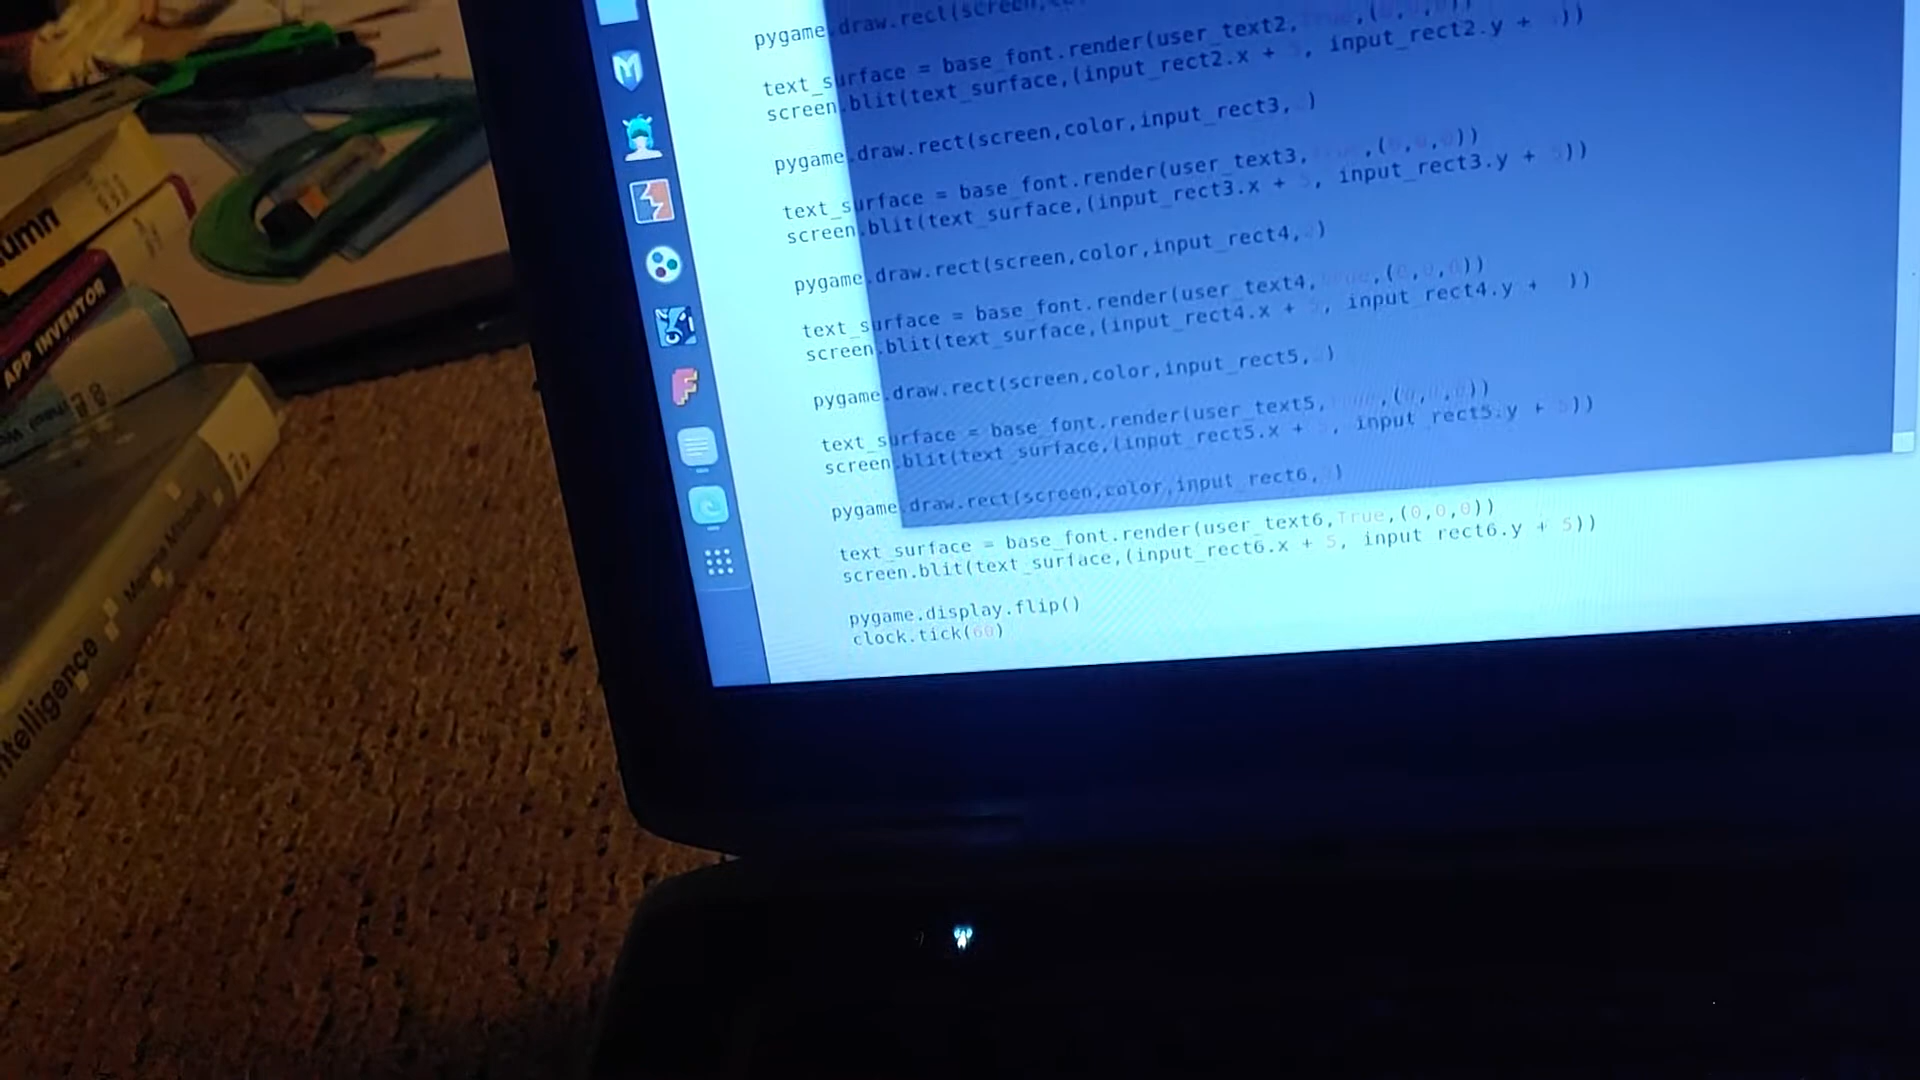 pygame.draw.rect(screen,
text_surface = base_font.render(user_text2,
screen.blit(text_surface,(input_rect2.x + , input_rect2.y + ))
pygame.draw.rect(screen,color,input_rect3, )
text_surface = base_font.render(user_text3, ,( , , ))
screen.blit(text_surface,(input_rect3.x + , input_rect3.y + ))
pygame.draw.rect(screen,color,input_rect4, )
text_surface = base_font.render(user_text4, ,( , , ))
screen.blit(text_surface,(input_rect4.x + , input_rect4.y + ))
pygame.draw.rect(screen,color,input_rect5, )
text_surface = base_font.render(user_text5, ,( , , ))
screen.blit(text_surface,(input_rect5.x + , input_rect5.y + ))
pygame.draw.rect(screen,color,input_rect6, )
text_surface = base_font.render(user_text6,True,(0,0,0))
screen.blit(text_surface,(input_rect6.x + 5, input_rect6.y + 5))
pygame.display.flip()
clock.tick(60)
umn
APP INVENTOR
ntelligence